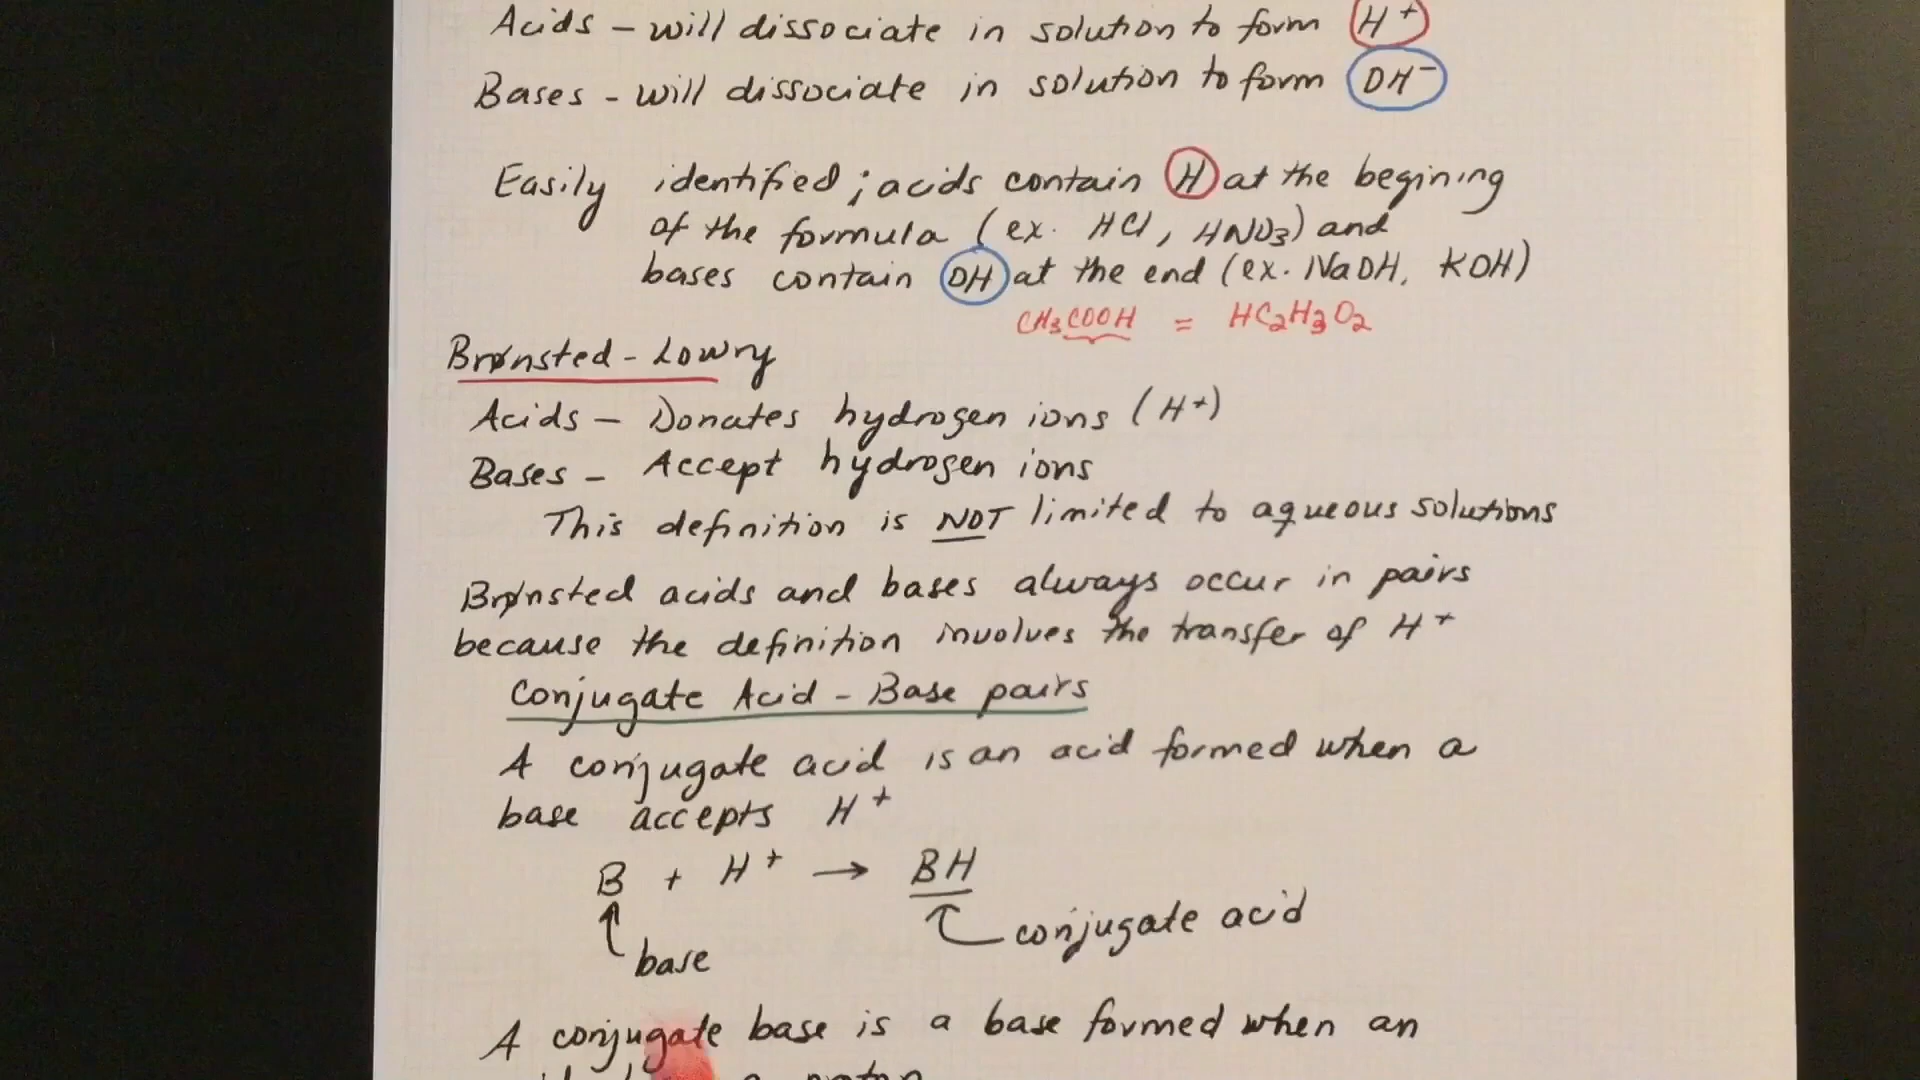 Acids - will dissociate in solution to form H+
Bases - will dissociate in solution to form OH-
Easily identified; acids contain H at the begining
of the formula (ex. HCl, HNO3) and
bases contain OH at the end (ex. NaOH, KOH)
CH3COOH = HC2H3O2
Brønsted - Lowry
Acids - Donates hydrogen ions (H+)
Bases - Accept hydrogen ions
This definition is NOT limited to aqueous solutions
Brønsted acids and bases always occur in pairs
because the definition involves the transfer of H+
Conjugate Acid - Base pairs
A conjugate acid is an acid formed when a
base accepts H+
B + H+ → BH
conjugate acid
base
A conjugate base is a base formed when an